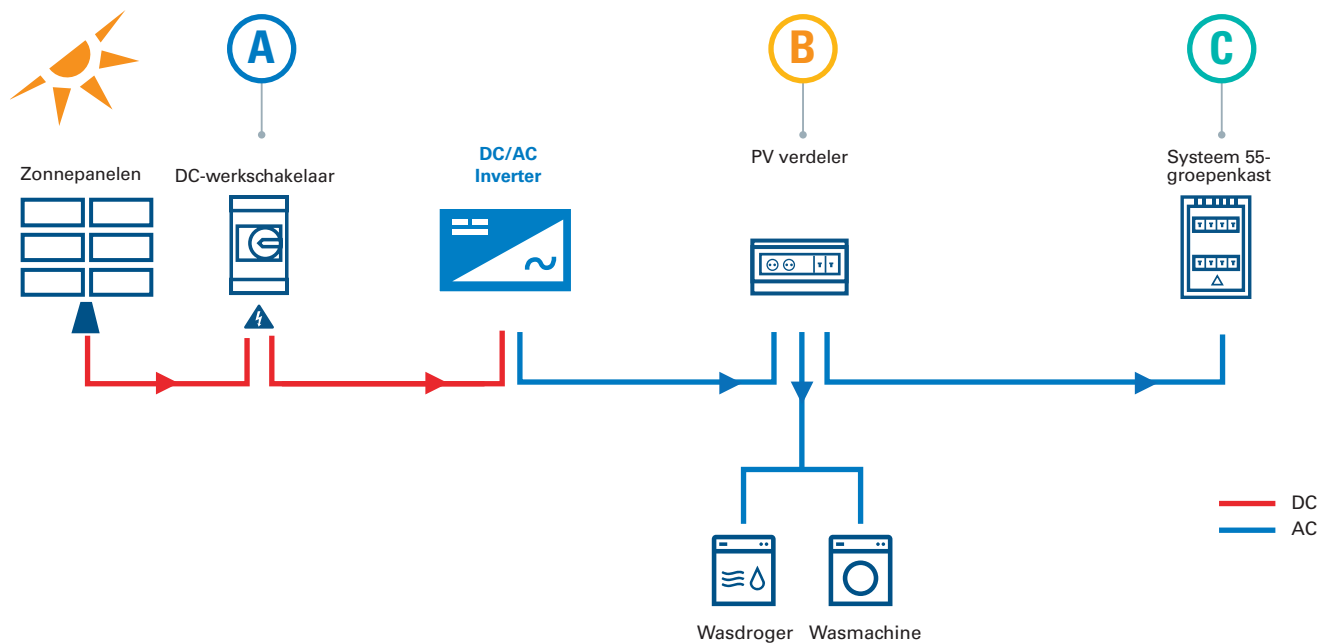 A
B
C
Zonnepanelen
DC-werkschakelaar
DC/AC
Inverter
PV verdeler
Systeem 55-
groepenkast
DC
AC
Wasdroger
Wasmachine